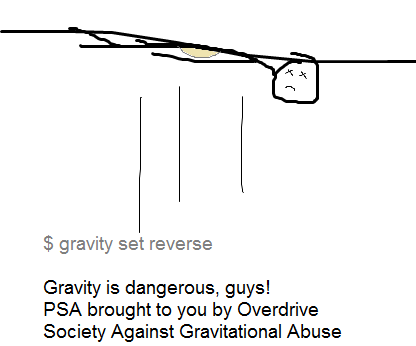 $ gravity set reverse
Gravity is dangerous, guys!
PSA brought to you by Overdrive
Society Against Gravitational Abuse